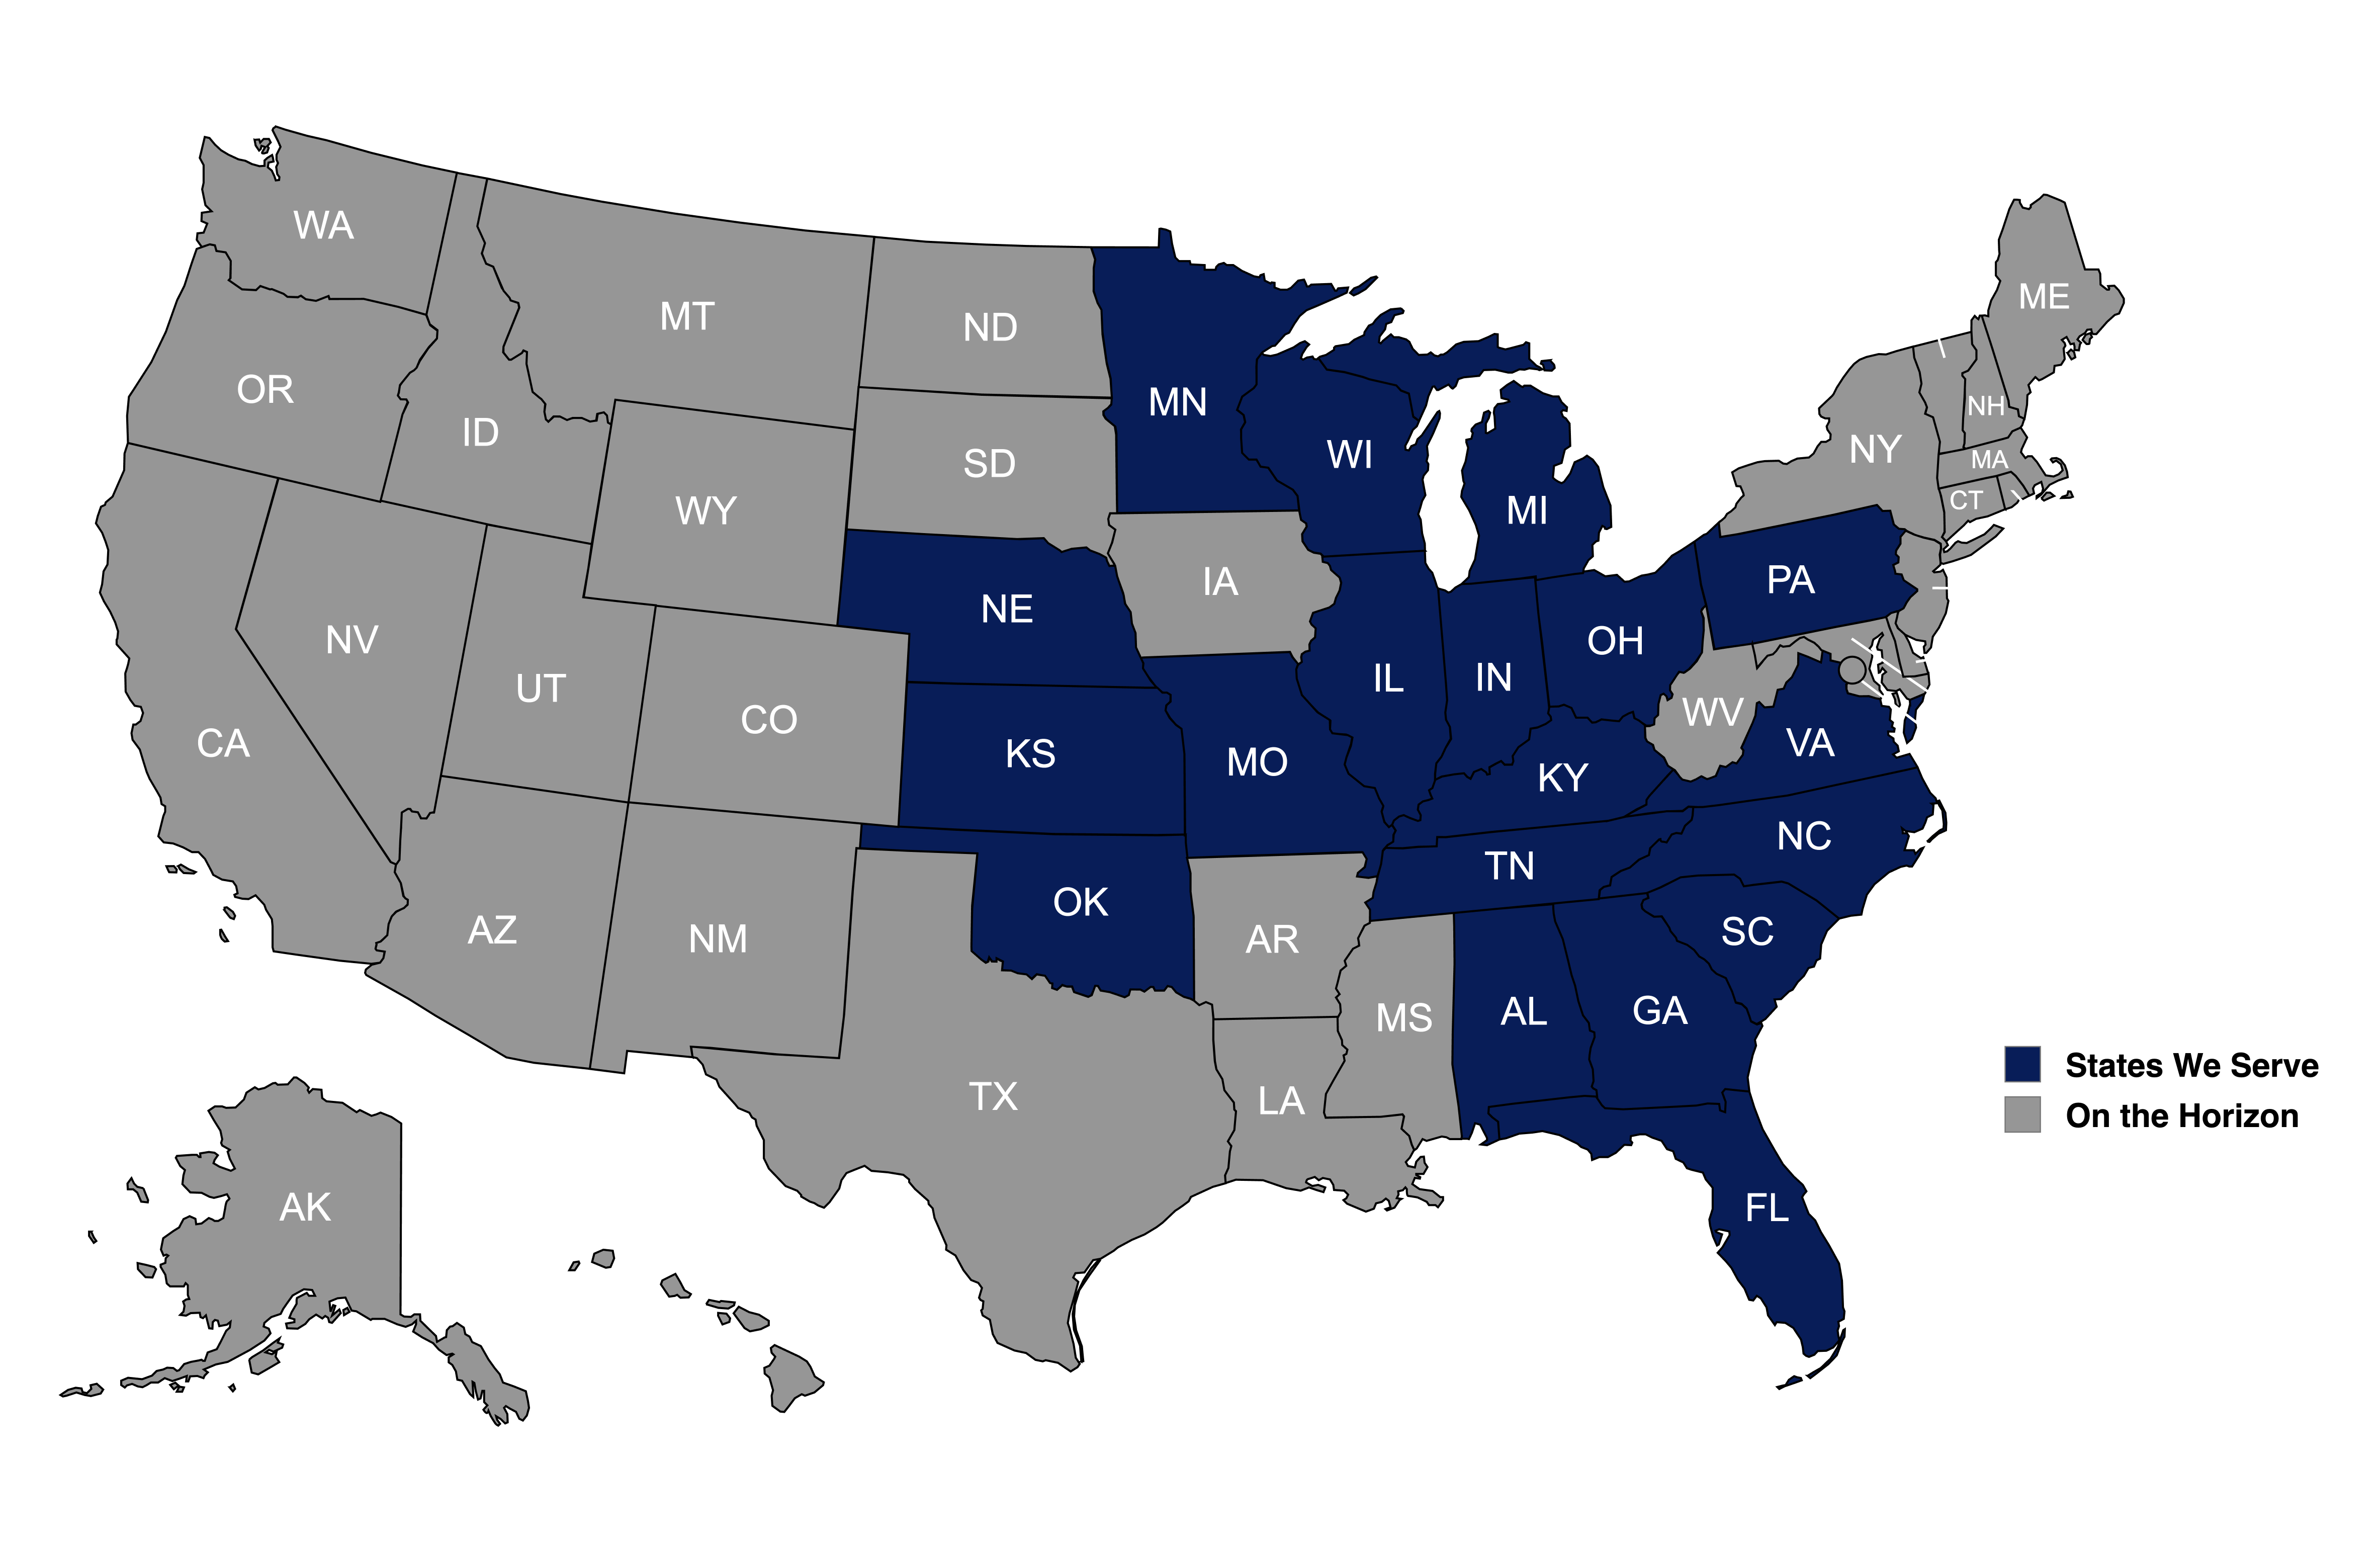 WA
MT
ND
ME
OR
ID
MN
NH
NY
WI
SD
MA
CT
WY
MI
IA
PA
NE
NV
OH
UT
IL
IN
WV
CO
CA
KS
MO
VA
KY
NC
TN
OK
AZ
NM
AR
SC
MS
AL
GA
TX
LA
States We Serve
On the Horizon
AK
FL